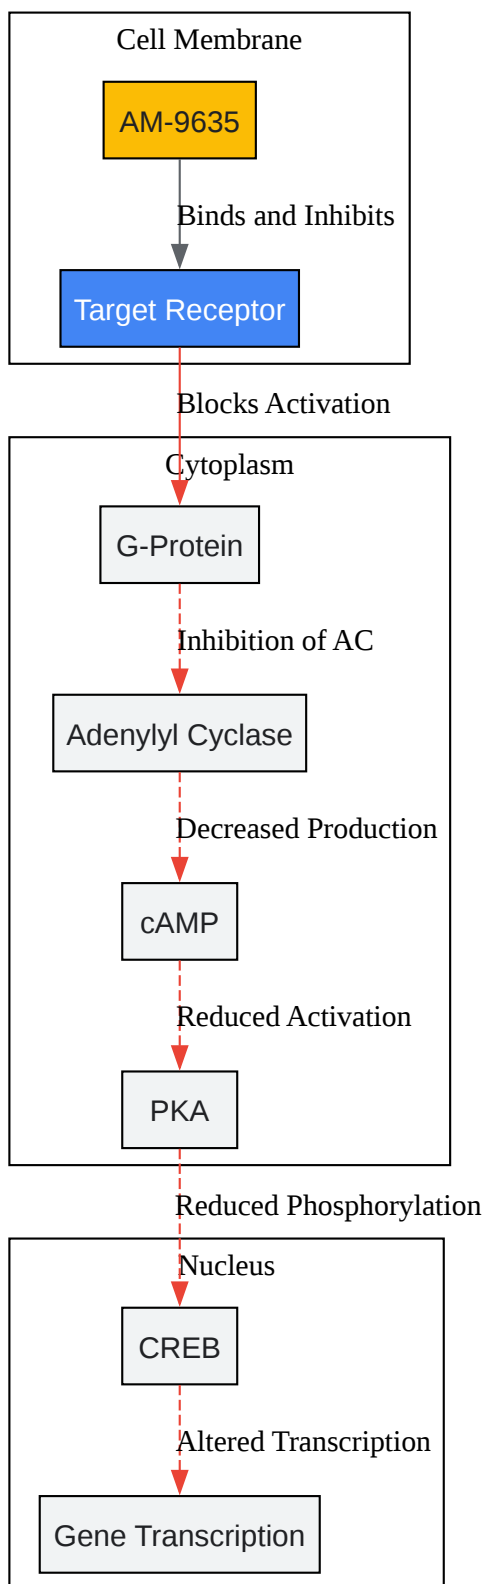 Cell Membrane
AM-9635
Binds and Inhibits
Target Receptor
Blocks Activation
Cytoplasm
G-Protein
Inhibition of AC
Adenylyl Cyclase
Decreased Production
cAMP
Reduced Activation
PKA
Reduced Phosphorylation
Nucleus
CREB
Altered Transcription
Gene Transcription